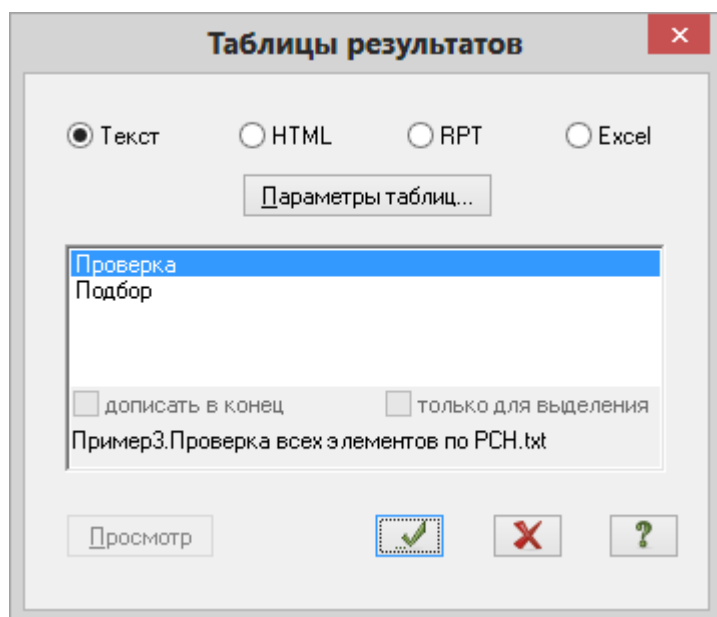 Таблицы результатов
Текст HTML RPT Excel
Параметры таблиц...
Проверка
Подбор
дописать в конец только для выделения
Пример3.Проверка всех элементов по РСН.txt
Просмотр